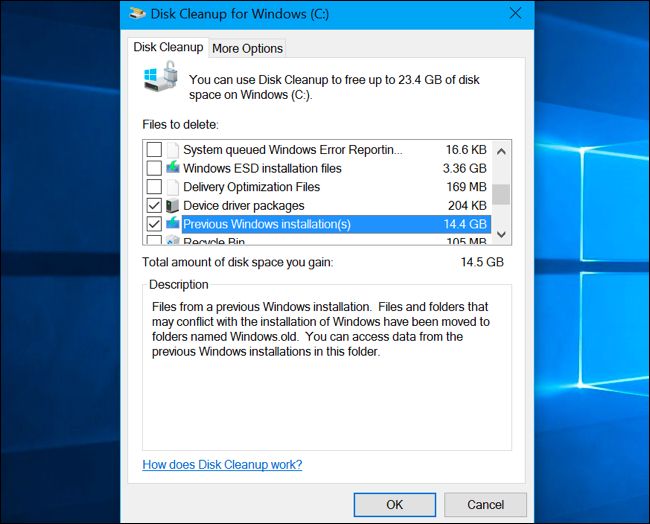 Disk Cleanup for Windows (C:)
Disk Cleanup
More Options
You can use Disk Cleanup to free up to 23.4 GB of disk
space on Windows (C:).
Files to delete:
System queued Windows Error Reportin... 16.6 KB
Windows ESD installation files 3.36 GB
Delivery Optimization Files 169 MB
Device driver packages 204 KB
Previous Windows installation(s) 14.4 GB
Recycle Bin 105 MB
Total amount of disk space you gain: 14.5 GB
Description
Files from a previous Windows installation. Files and folders that
may conflict with the installation of Windows have been moved to
folders named Windows.old. You can access data from the
previous Windows installations in this folder.
How does Disk Cleanup work?
OK
Cancel